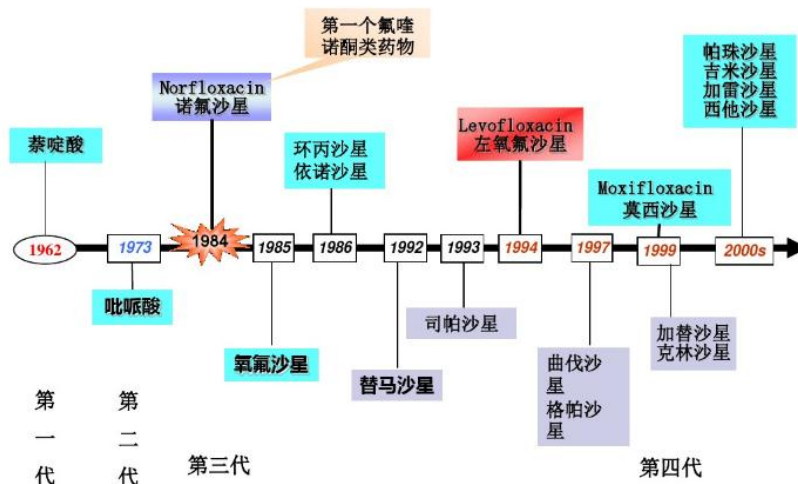 第一个氟喹
诺酮类药物
Norfloxacin
诺氟沙星
萘啶酸
环丙沙星
依诺沙星
Levofloxacin
左氧氟沙星
帕珠沙星
吉米沙星
加雷沙星
西他沙星
Moxifloxacin
莫西沙星
1962
1973
1984
1985
1986
1992
1993
1994
1997
1999
2000s
吡哌酸
氧氟沙星
替马沙星
司帕沙星
曲伐沙
星
格帕沙
星
加替沙星
克林沙星
第
一
代
第
二
代
第三代
第四代